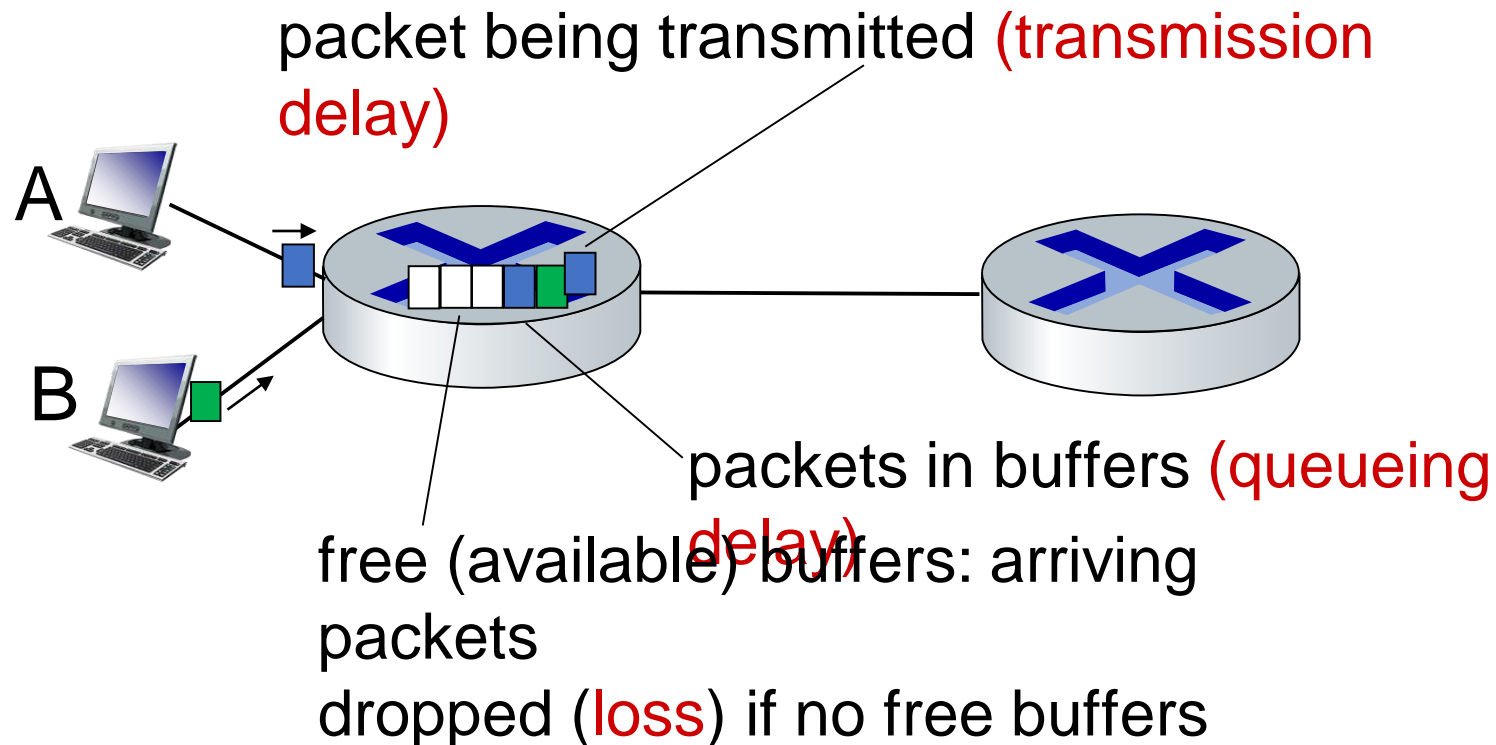 packet being transmitted (transmission
delay)
A
B
packets in buffers (queueing
delay)
free (available) buffers: arriving
packets
dropped (loss) if no free buffers